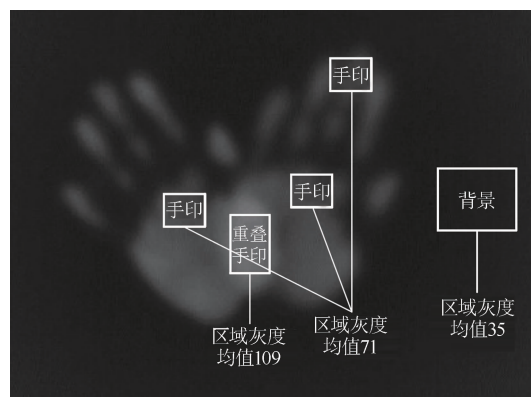 手印
手印
手印
重叠
手印
背景
区域灰度
均值109
区域灰度
均值71
区域灰度
均值35